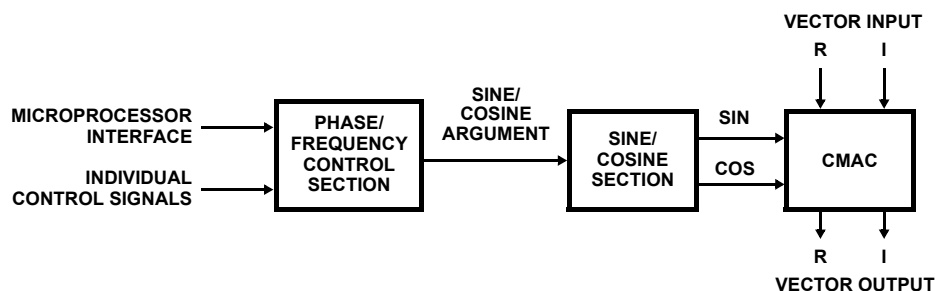 VECTOR INPUT
R I
MICROPROCESSOR
INTERFACE
INDIVIDUAL
CONTROL SIGNALS
PHASE/
FREQUENCY
CONTROL
SECTION
SINE/
COSINE
ARGUMENT
SINE/
COSINE
SECTION
SIN
COS
CMAC
R I
VECTOR OUTPUT